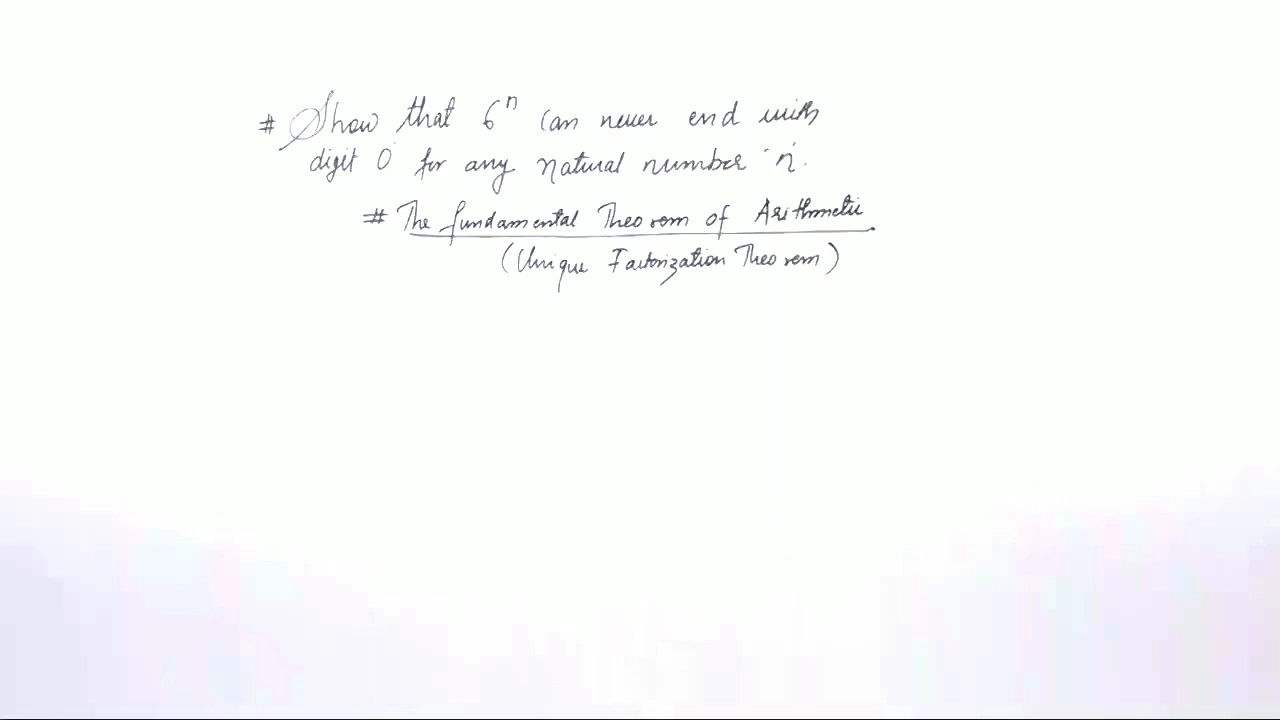 # Show that 6ⁿ can never end with
digit 0 for any natural number 'n'.
# The fundamental Theorem of Arithmetic
(Unique Factorization Theorem)